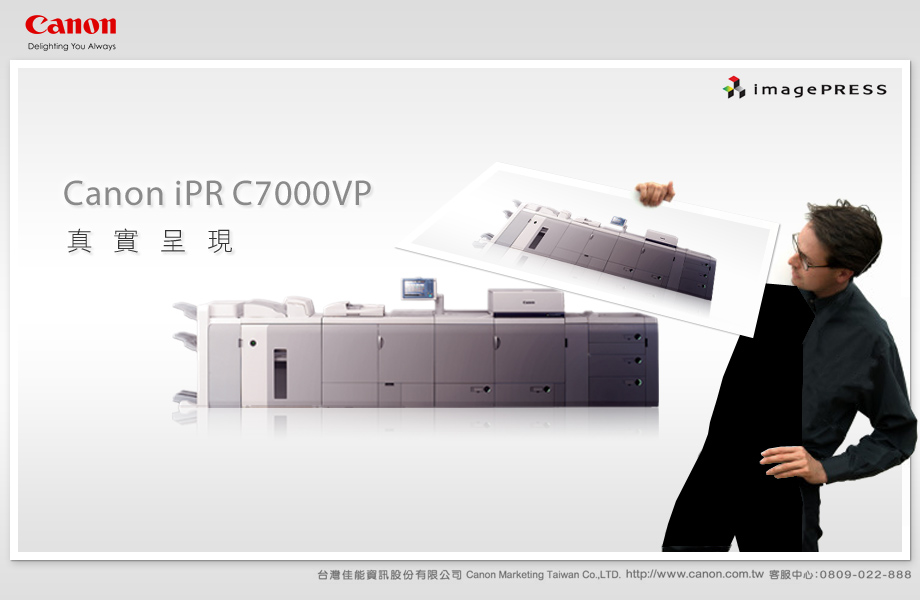 Canon
Delighting You Always
imagePRESS
Canon iPR C7000VP
真實呈現
Canon
台灣佳能資訊股份有限公司 Canon Marketing Taiwan Co.,LTD. http://www.canon.com.tw 客服中心:0809-022-888